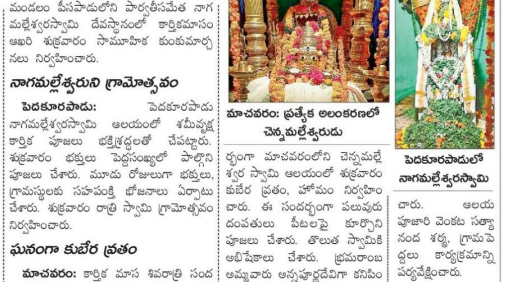 మండలం పీసపాడులోని పార్వతీసమేత నాగ
మల్లేశ్వరస్వామి దేవస్థానంలో కార్తికమాసం
ఆఖరి శుక్రవారం సామూహిక కుంకుమార్చ
నలు నిర్వహించారు.
నాగమల్లేశ్వరుని గ్రామోత్సవం
పెదకూరపాడు: పెదకూరపాడు
నాగమల్లేశ్వరస్వామి ఆలయంలో శమీవృక్ష
కార్తిక పూజలు భక్తిశ్రద్ధలతో చేపట్టారు.
శుక్రవారం భక్తులు పెద్దసంఖ్యలో పాల్గొని
పూజలు చేశారు. మూడు రోజులుగా భక్తులు,
గ్రామస్థులకు సహపంక్తి భోజనాలు ఏర్పాటు
చేశారు. శుక్రవారం రాత్రి స్వామి గ్రామోత్సవం
నిర్వహించారు.
ఘనంగా కుబేర వ్రతం
మాచవరం: కార్తిక మాస శివరాత్రి సంద
మాచవరం: ప్రత్యేక అలంకరణలో
చెన్నమల్లేశ్వరుడు
ర్భంగా మాచవరంలోని చెన్నమల్లే
శ్వర స్వామి ఆలయంలో శుక్రవారం
కుబేర వ్రతం, హోమం నిర్వహిం
చారు. ఈ సందర్భంగా పలువురు
దంపతులు పీటలపై కూర్చొని
పూజలు చేశారు. తొలుత స్వామికి
అభిషేకాలు చేశారు. భ్రమరాంబ
అమ్మవారు అన్నపూర్ణదేవిగా కనిపిం
పెదకూరపాడులో
నాగమల్లేశ్వరస్వామి
చారు. ఆలయ
పూజారి వెంకట సత్యా
నంద శర్మ, గ్రామపె
ద్దలు కార్యక్రమాన్ని
పర్యవేక్షించారు.